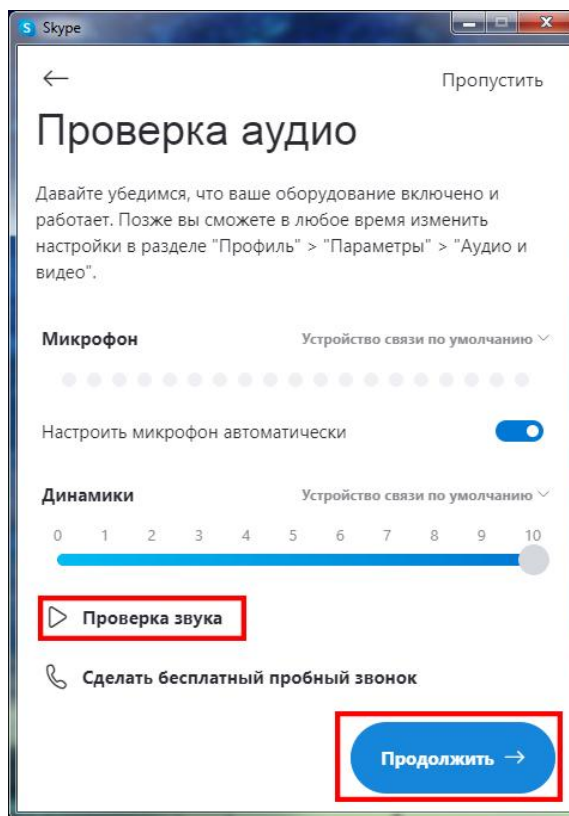 Skype
Пропустить
Проверка аудио
Давайте убедимся, что ваше оборудование включено и
работает. Позже вы сможете в любое время изменить
настройки в разделе "Профиль" > "Параметры" > "Аудио и
видео".
Микрофон Устройство связи по умолчанию
Настроить микрофон автоматически
Динамики Устройство связи по умолчанию
0 1 2 3 4 5 6 7 8 9 10
Проверка звука
Сделать бесплатный пробный звонок
Продолжить →